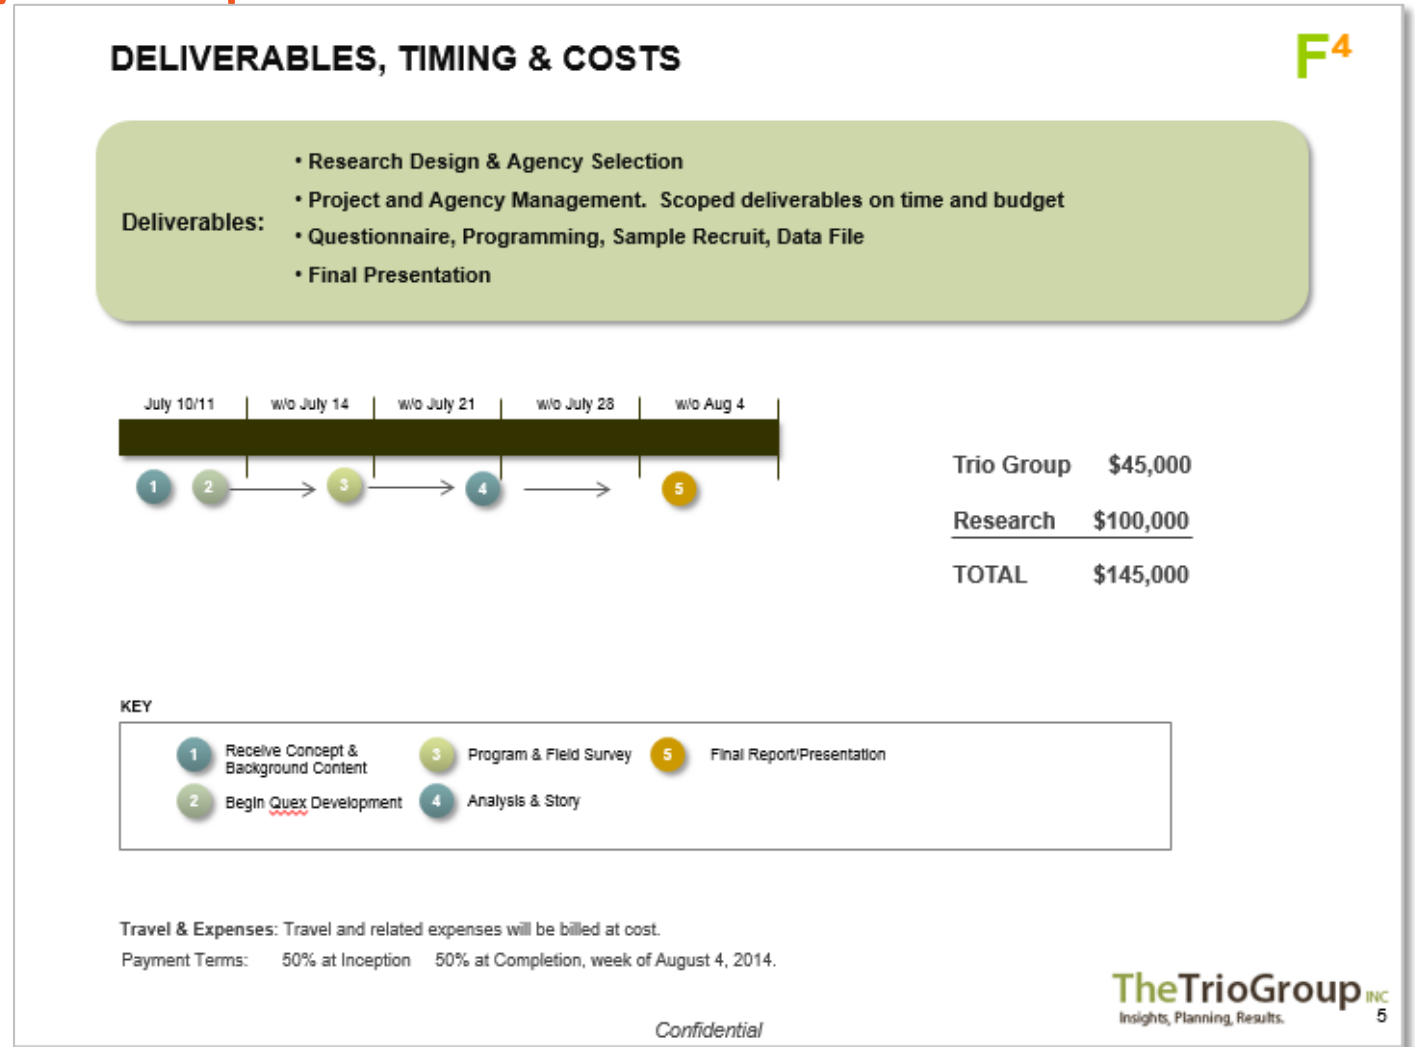 DELIVERABLES, TIMING & COSTS
F4
Deliverables:
• Research Design & Agency Selection
• Project and Agency Management.  Scoped deliverables on time and budget
• Questionnaire, Programming, Sample Recruit, Data File
• Final Presentation
July 10/11 w/o July 14 w/o July 21 w/o July 28 w/o Aug 4
1 2 3 4 5
Trio Group $45,000
Research $100,000
TOTAL $145,000
KEY
1 Receive Concept &
Background Content
3 Program & Field Survey
5 Final Report/Presentation
2 Begin Quex Development
4 Analysis & Story
Travel & Expenses: Travel and related expenses will be billed at cost.
Payment Terms: 50% at Inception 50% at Completion, week of August 4, 2014.
TheTrioGroup INC
Insights, Planning, Results.
5
Confidential